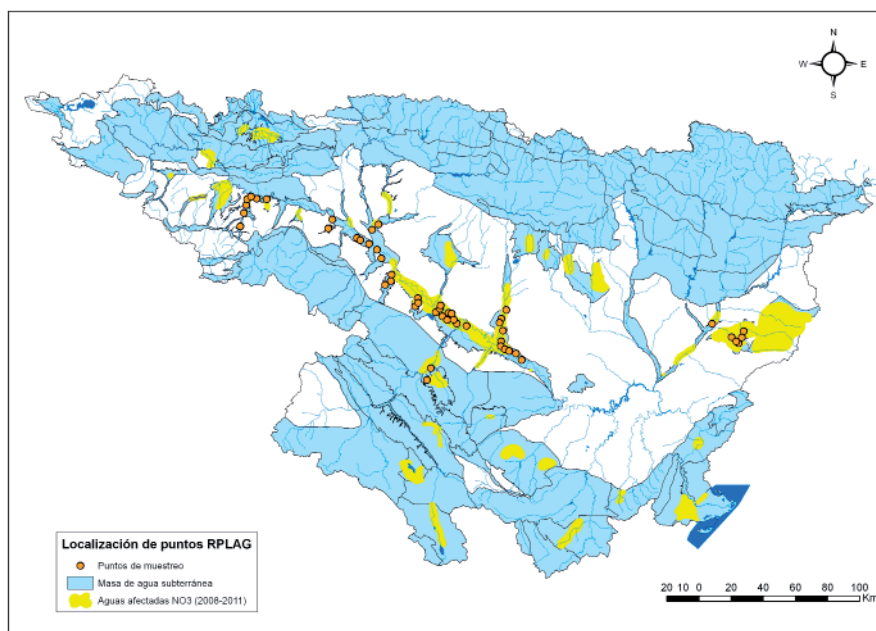 N
W E
S
Localización de puntos RPLAG
Puntos de muestreo
Masa de agua subterránea
Aguas afectadas NO3 (2008-2011)
20 10 0 20 40 60 80 100
Km